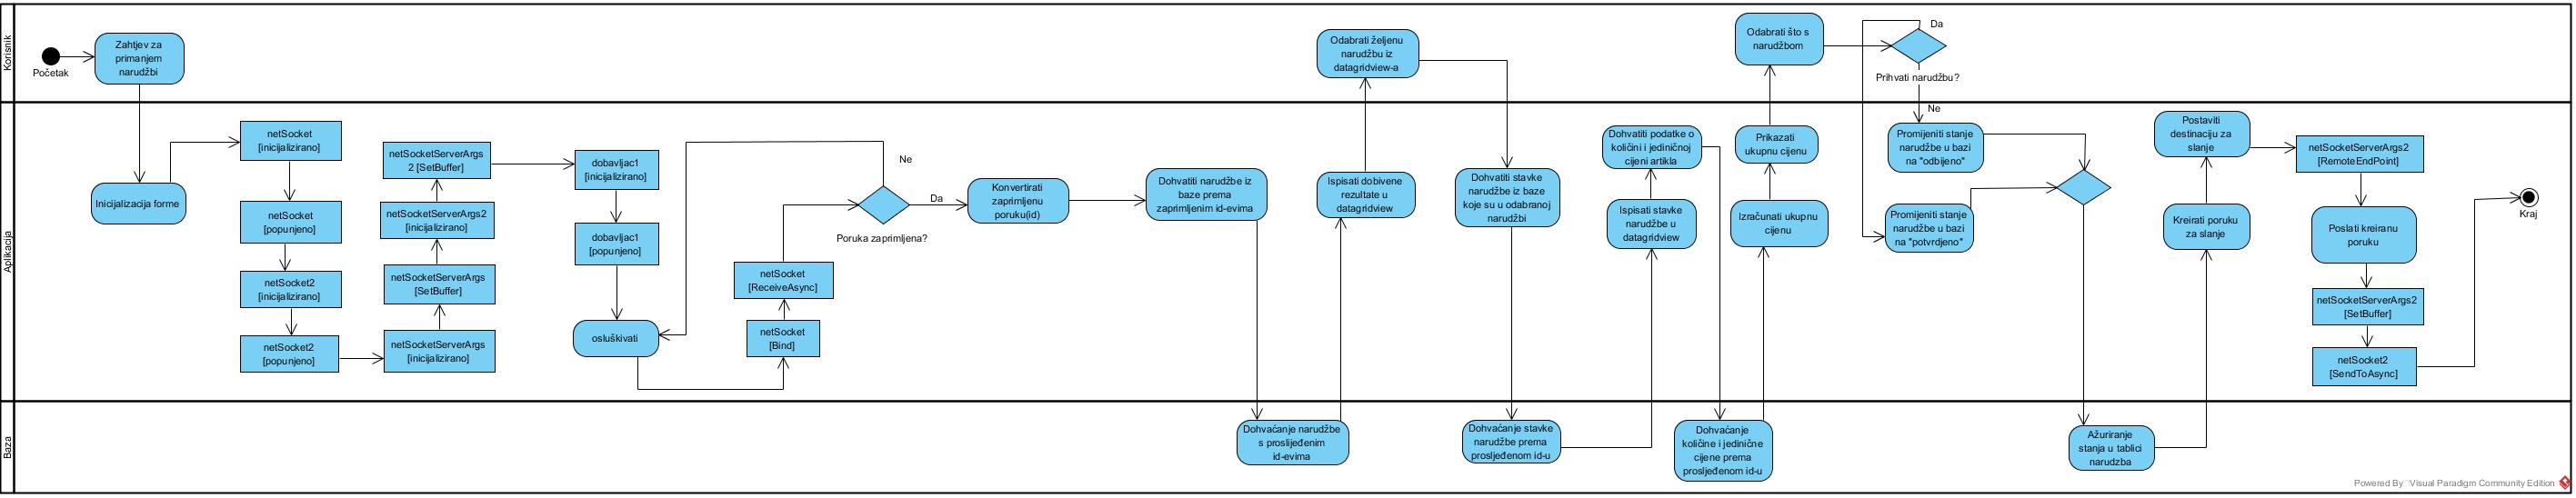 Korisnik
Početak
Zahtjev za
primanjem
narudžbi
Odabrati željenu
narudžbu iz
datagridview-a
Odabrati što s
narudžbom
Da
Prihvati narudžbu?
Ne
Aplikacija
Inicijalizacija forme
netSocket
[inicijalizirano]
netSocket
[popunjeno]
netSocket2
[inicijalizirano]
netSocket2
[popunjeno]
netSocketServerArgs
[inicijalizirano]
netSocketServerArgs
[SetBuffer]
netSocketServerArgs2
[inicijalizirano]
netSocketServerArgs
2 [SetBuffer]
dobavljac1
[inicijalizirano]
dobavljac1
[popunjeno]
osluškivati
netSocket
[Bind]
netSocket
[ReceiveAsync]
Ne
Da
Poruka zaprimljena?
Konvertirati
zaprimljenu
poruku(id)
Dohvatiti narudžbe iz
baze prema
zaprimljenim id-evima
Ispisati dobivene
rezultate u
datagridview
Dohvatiti stavke
narudžbe iz baze
koje su u odabranoj
narudžbi
Ispisati stavke
narudžbe u
datagridview
Dohvatiti podatke o
količini i jediničnoj
cijeni artikla
Izračunati ukupnu
cijenu
Prikazati
ukupnu cijenu
Promijeniti stanje
narudžbe u bazi
na "odbijeno"
Promijeniti stanje
narudžbe u bazi
na "potvrdjeno"
Kreirati poruku
za slanje
Postaviti
destinaciju za
slanje
netSocketServerArgs2
[RemoteEndPoint]
Poslati kreiranu
poruku
netSocketServerArgs2
[SetBuffer]
netSocket2
[SendToAsync]
Kraj
Baza
Dohvaćanje narudžbe
s proslijeđenim
id-evima
Dohvaćanje stavke
narudžbe prema
prosljeđenom id-u
Dohvaćanje
količine i jedinične
cijene prema
prosljeđenom id-u
Ažuriranje
stanja u tablici
narudzba
Powered By Visual Paradigm Community Edition